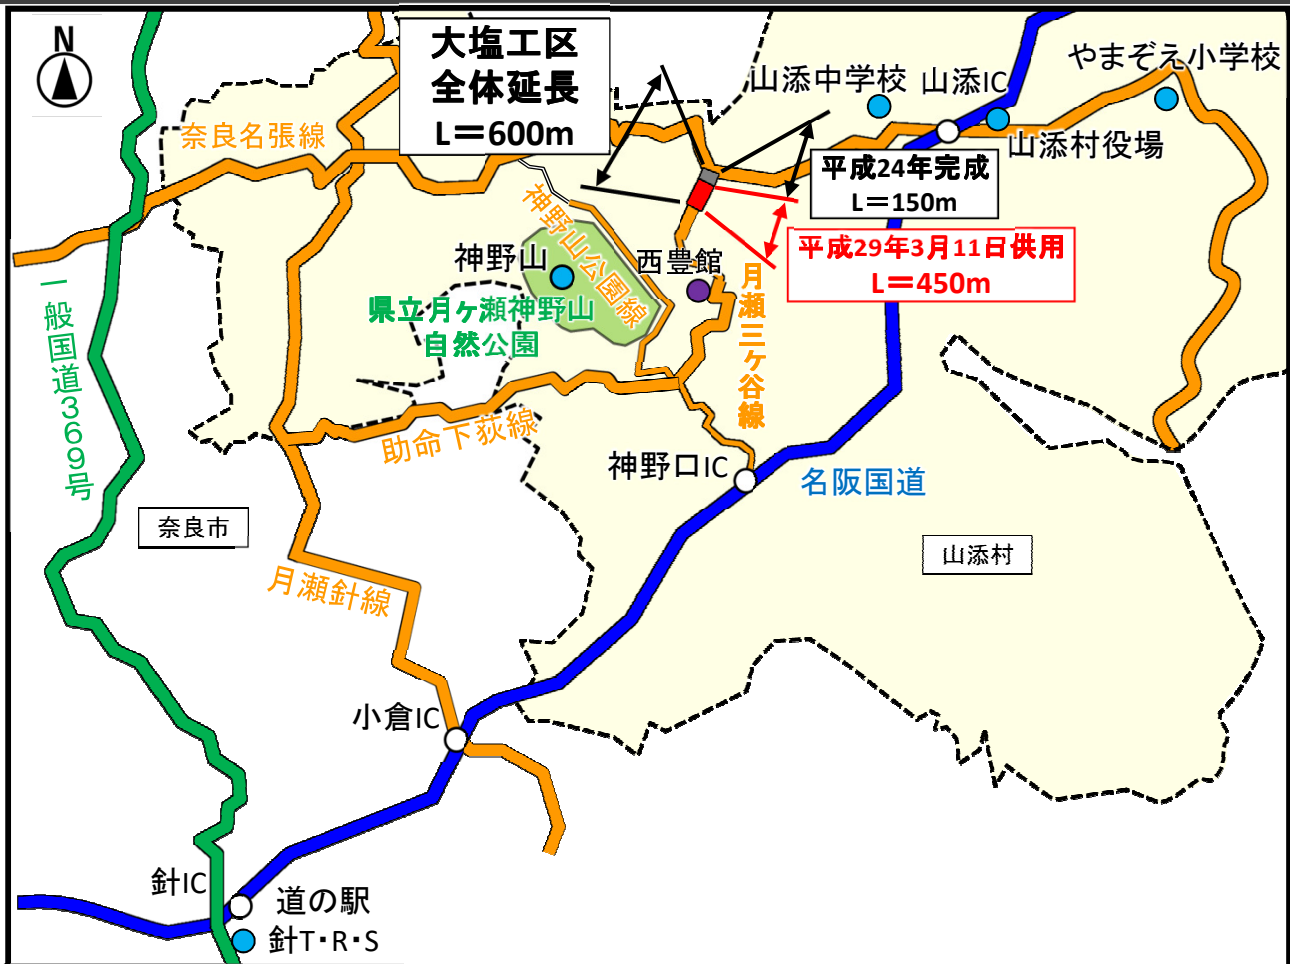 N
大塩工区
全体延長
L=600m
やまぞえ小学校
山添中学校
山添IC
奈良名張線
山添村役場
平成24年完成
L=150m
神野山公園線
平成29年3月11日供用
L=450m
神野山
西豊館
月瀬三ケ谷線
県立月ヶ瀬神野山
自然公園
一般国道369号
助命下荻線
神野口IC
名阪国道
奈良市
山添村
月瀬針線
小倉IC
針IC
道の駅
針T・R・S